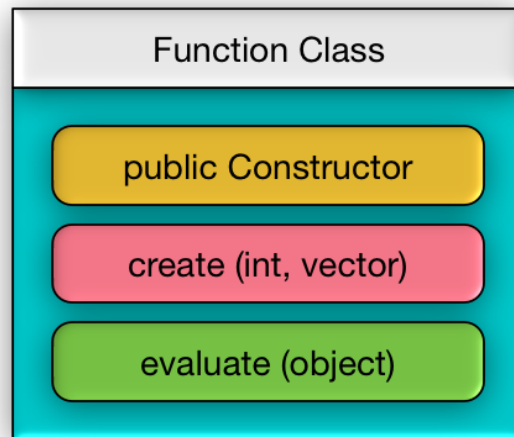 Function Class
public Constructor
create (int, vector)
evaluate (object)